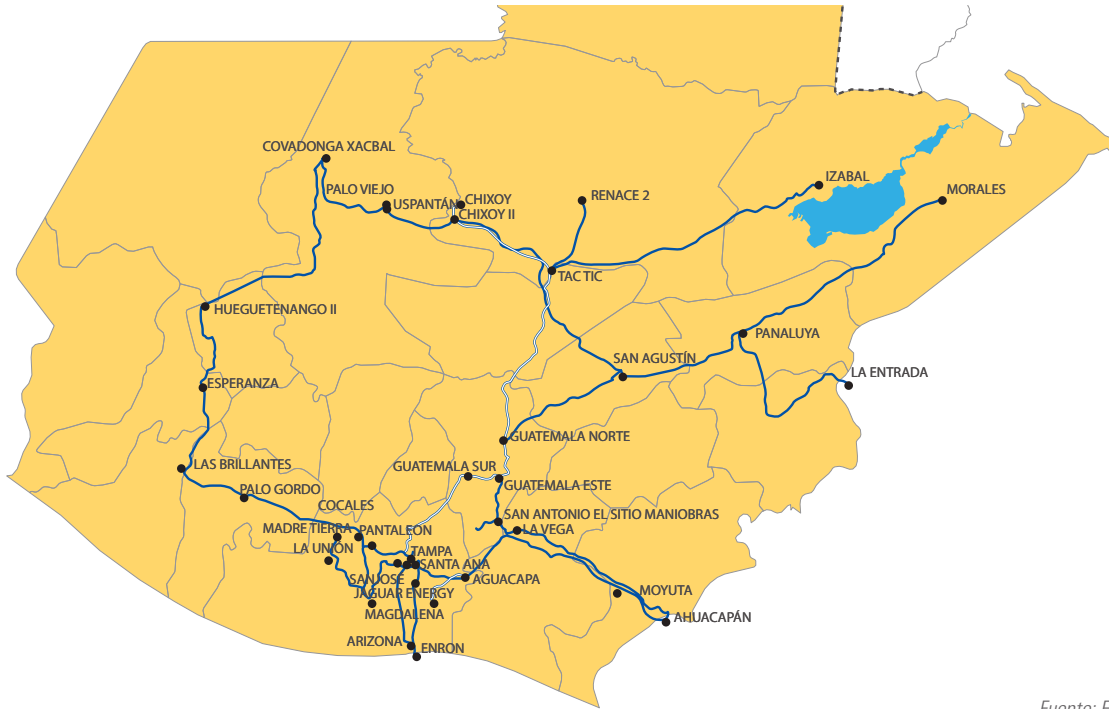 COVADONGA XACBAL
PALO VIEJO
USPANTÁN
CHIXOY
CHIXOY II
RENACE 2
IZABAL
MORALES
TAC TIC
HUEGUETENANGO II
PANALUYA
SAN AGUSTÍN
LA ENTRADA
ESPERANZA
GUATEMALA NORTE
LAS BRILLANTES
GUATEMALA SUR
GUATEMALA ESTE
PALO GORDO
COCALES
SAN ANTONIO EL SITIO MANIOBRAS
MADRE TIERRA
PANTALEÓN
LA VEGA
LA UNIÓN
TAMPA
SANTA ANA
SAN JOSÉ
AGUACAPA
JAGUAR ENERGY
MOYUTA
MAGDALENA
AHUACAPÁN
ARIZONA
ENRON
Fuente: